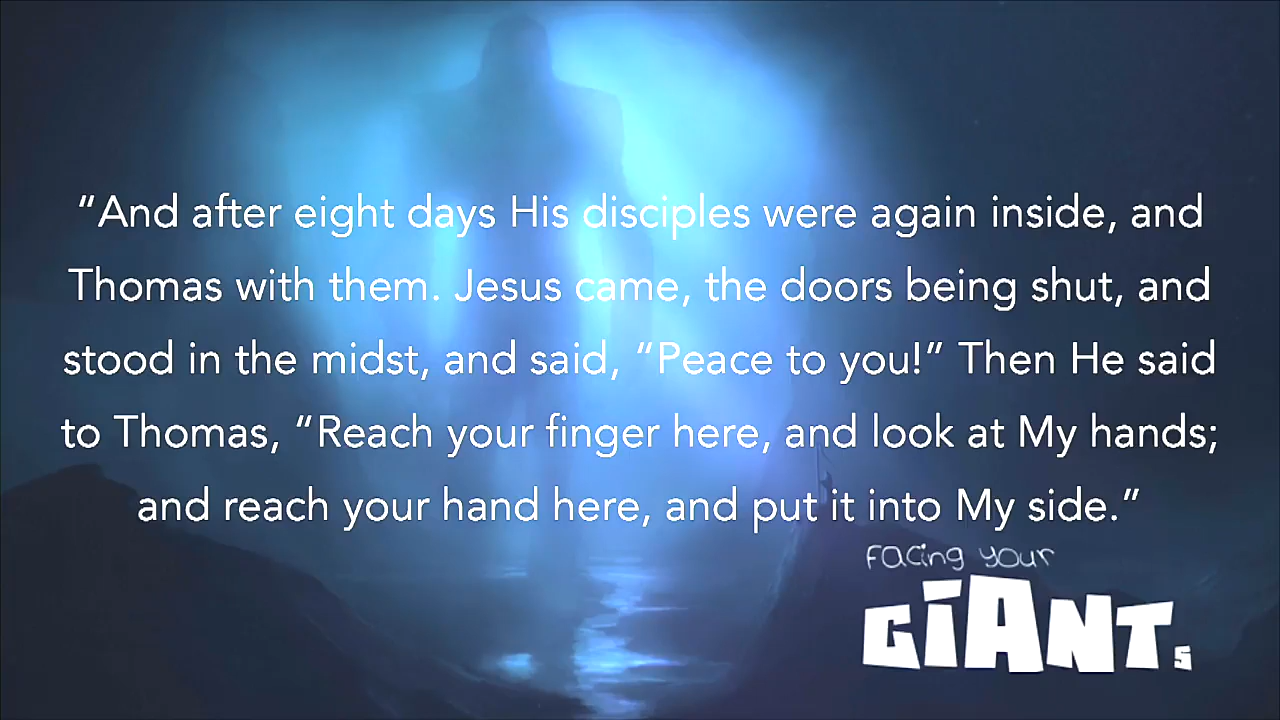 “And after eight days His disciples were again inside, and
Thomas with them. Jesus came, the doors being shut, and
stood in the midst, and said, “Peace to you!” Then He said
to Thomas, “Reach your finger here, and look at My hands;
and reach your hand here, and put it into My side.”
Facing your
GIANTs